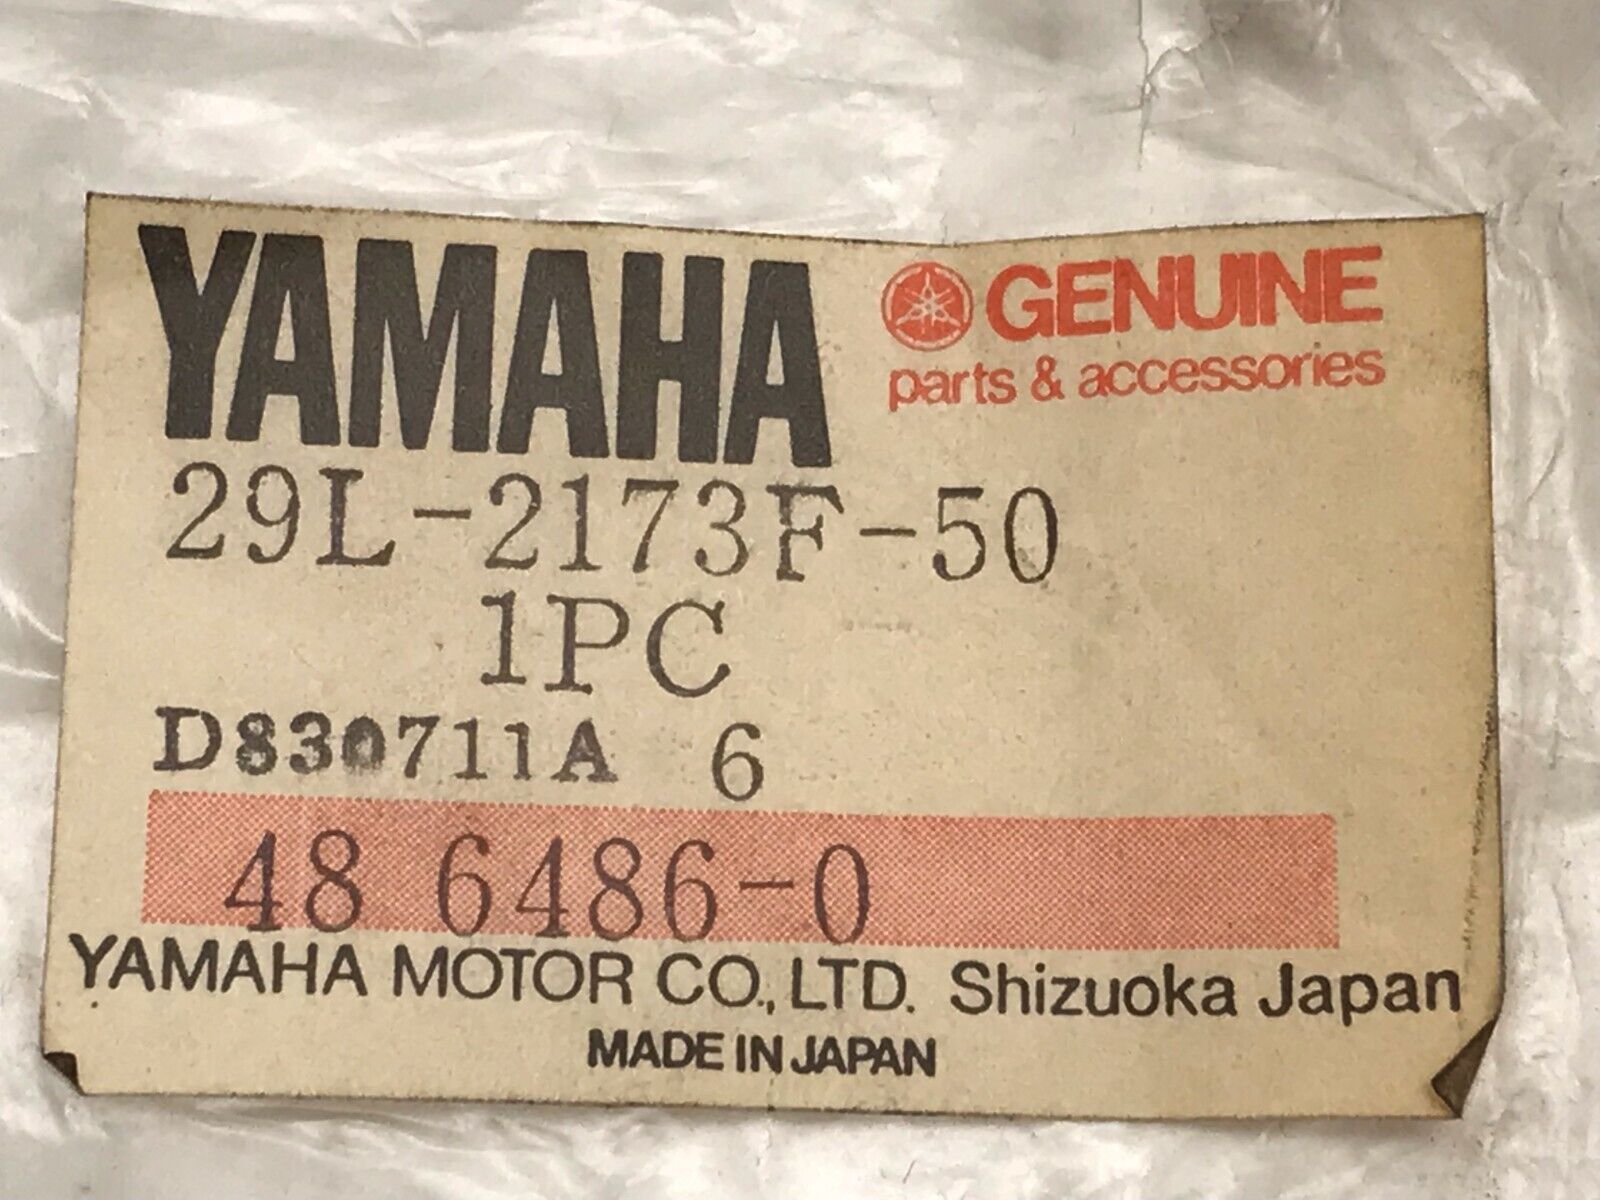 YAMAHA
GENUINE
parts & accessories
29L-2173F-50
1PC
D830711A 6
48 6486-0
YAMAHA MOTOR CO., LTD. Shizuoka Japan
MADE IN JAPAN